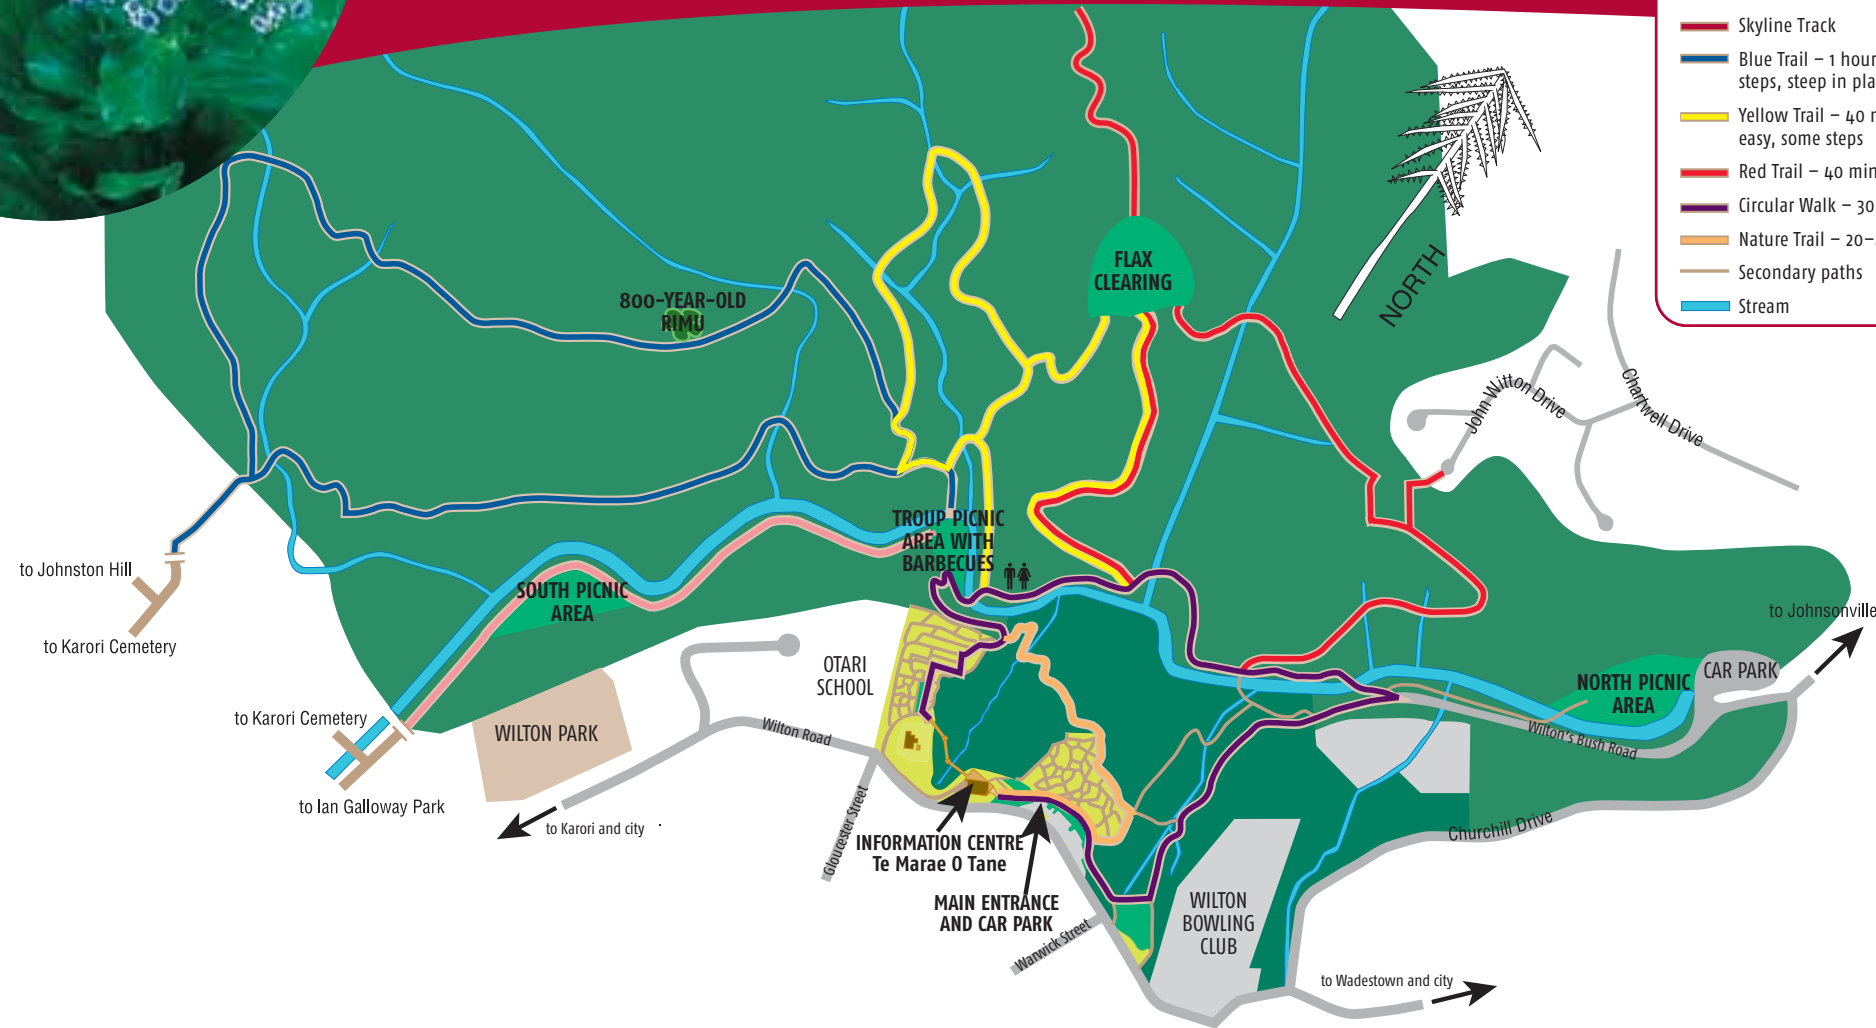 Skyline Track
Blue Trail – 1 hour
steps, steep in
Yellow Trail – 40
easy, some steps
Red Trail – 40
Circular Walk – 30
Nature Trail – 20–
Secondary paths
Stream
NORTH
FLAX
CLEARING
800-YEAR-OLD
RIMU
John Witton Drive
Chartwell Drive
TROUP PICNIC
AREA WITH
BARBECUES
SOUTH PICNIC
AREA
to Johnston Hill
to Karori Cemetery
to Johnsonville
OTARI
SCHOOL
CAR PARK
NORTH PICNIC
AREA
to Karori Cemetery
WILTON PARK
Wilton Road
Wilton's Bush Road
to Ian Galloway Park
to Karori and city
Gloucester Street
INFORMATION CENTRE
Te Marae O Tane
Churchill Drive
MAIN ENTRANCE
AND CAR PARK
WILTON
BOWLING
CLUB
Warwick Street
to Wadestown and city